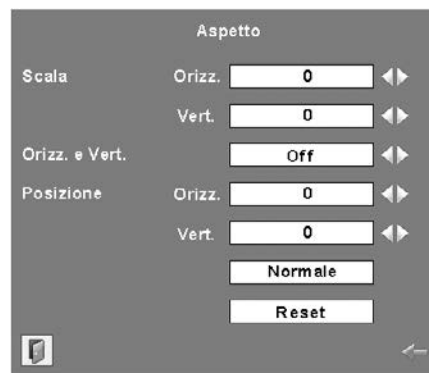 Aspetto
Scala Orizz. 0
Vert. 0
Orizz. e Vert. Off
Posizione Orizz. 0
Vert. 0
Normale
Reset